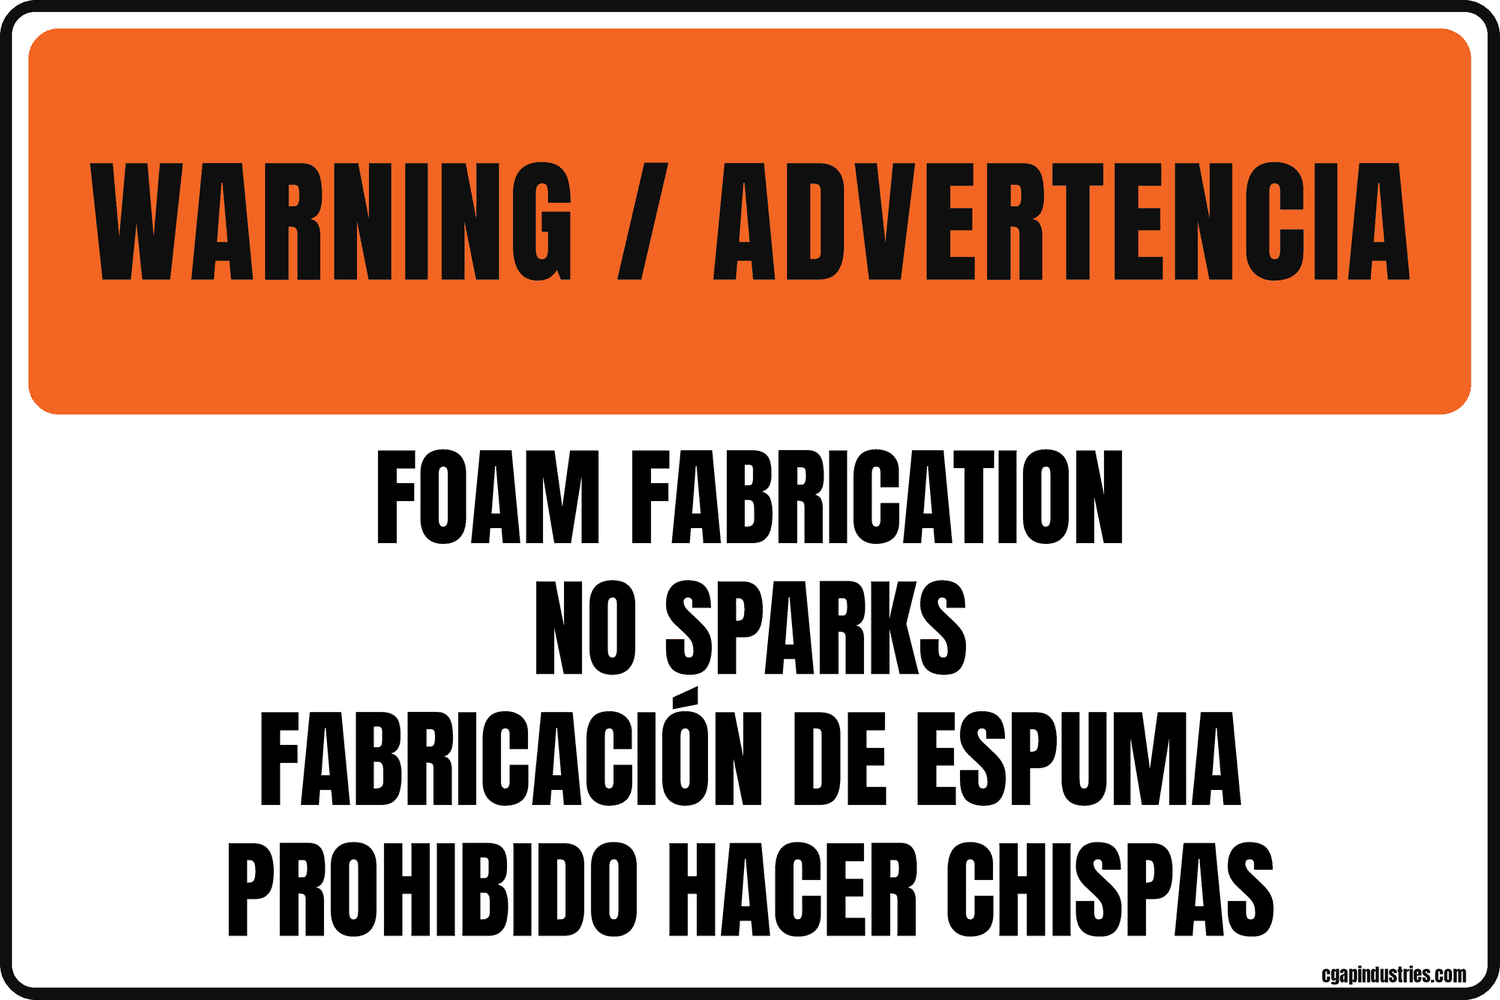 WARNING / ADVERTENCIA
FOAM FABRICATION
NO SPARKS
FABRICACIÓN DE ESPUMA
PROHIBIDO HACER CHISPAS
cgapindustries.com